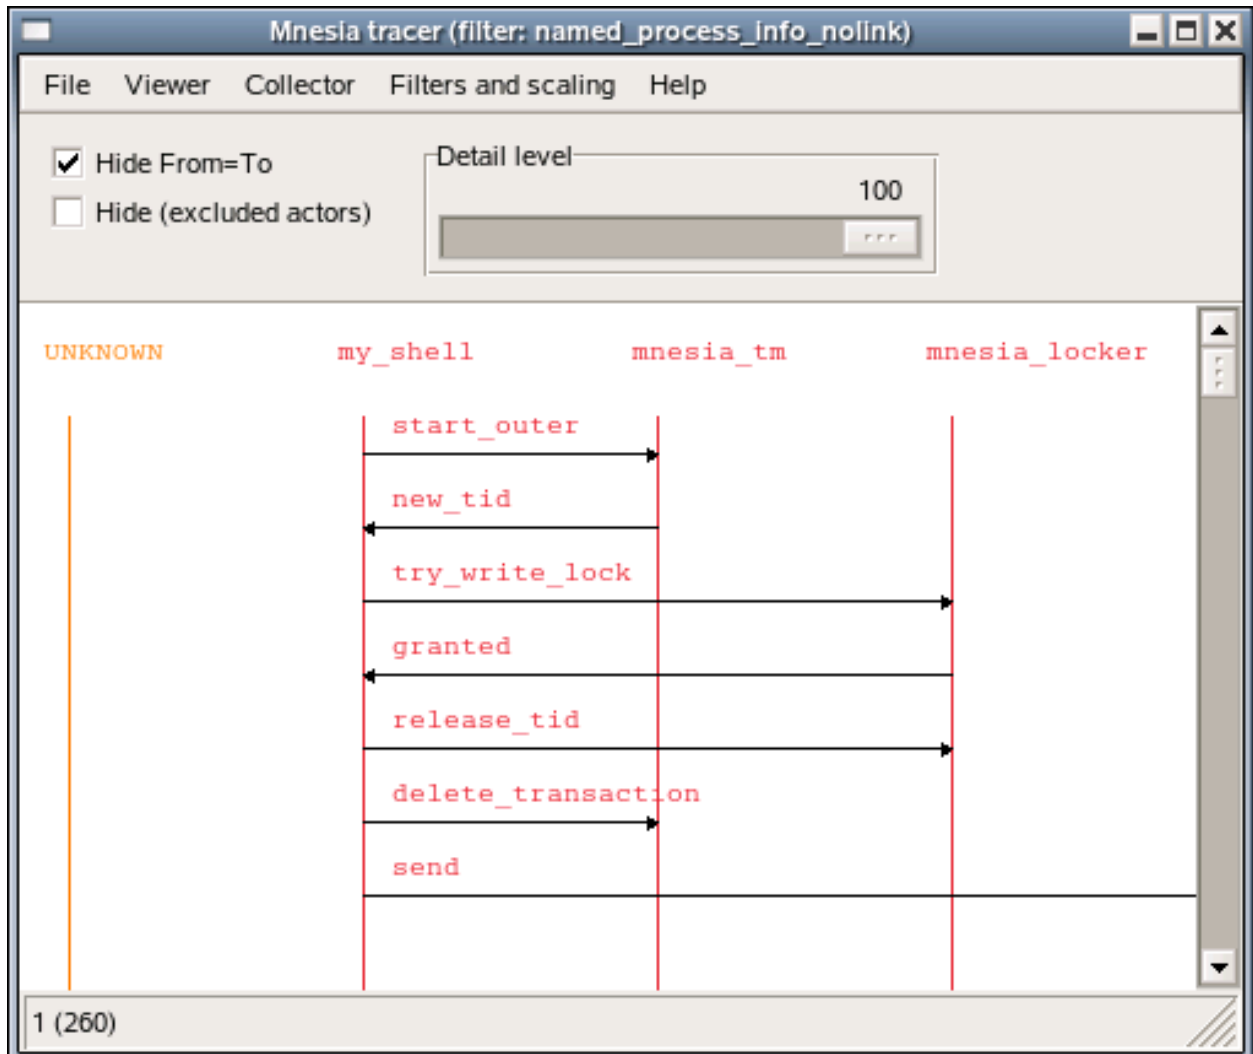 Mnesia tracer (filter: named_process_info_nolink)
File Viewer Collector Filters and scaling Help
Hide From=To
Hide (excluded actors)
Detail level
100
UNKNOWN my_shell mnesia_tm mnesia_locker
start_outer
new_tid
try_write_lock
granted
release_tid
delete_transaction
send
1 (260)